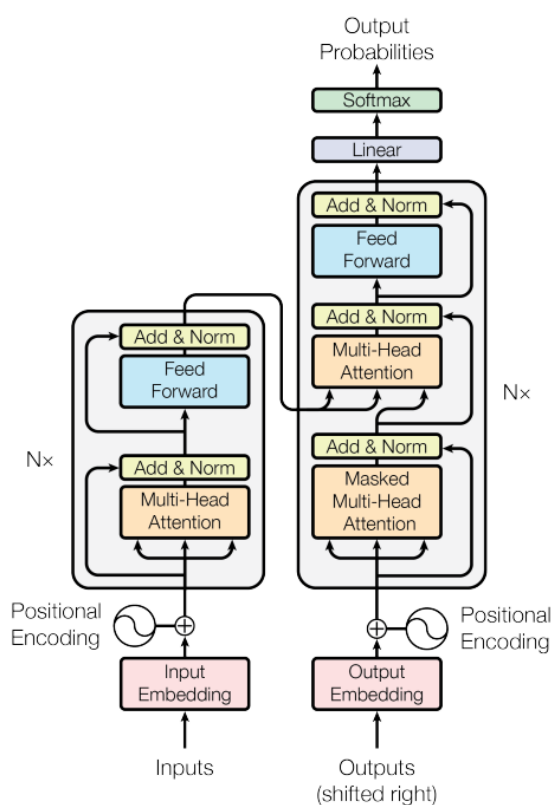 Output
Probabilities
Softmax
Linear
Add & Norm
Feed
Forward
Add & Norm
Multi-Head
Attention
Add & Norm
Masked
Multi-Head
Attention
N×
Add & Norm
Feed
Forward
Add & Norm
Multi-Head
Attention
N×
Positional
Encoding
Positional
Encoding
Input
Embedding
Output
Embedding
Inputs
Outputs
(shifted right)